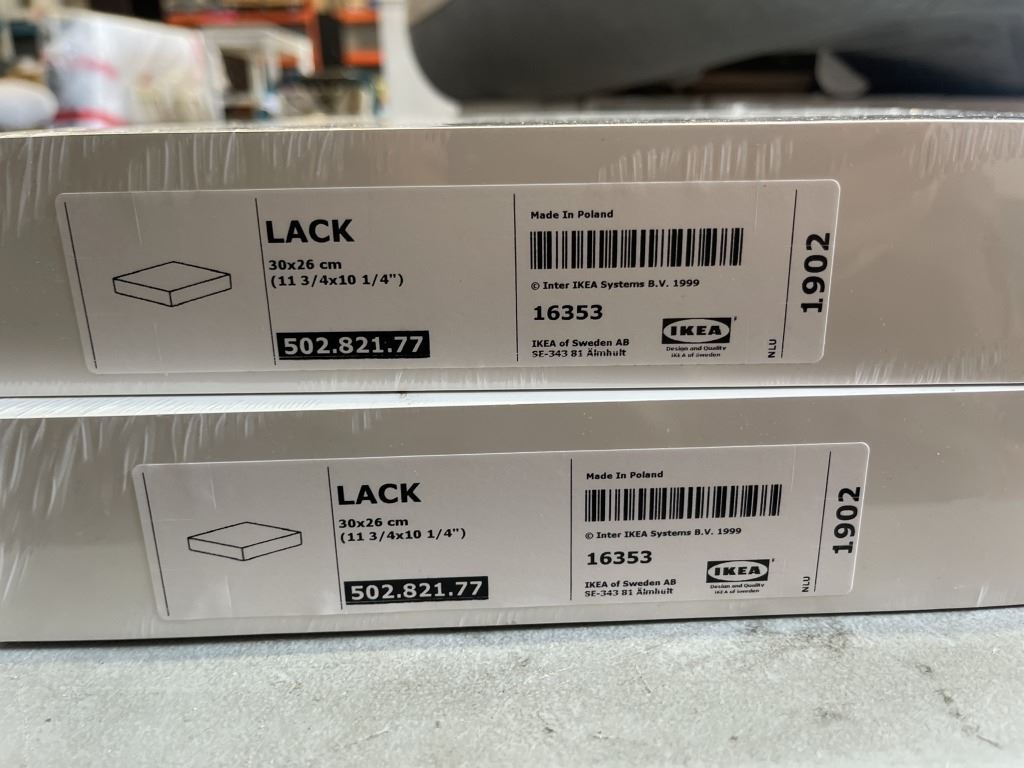 LACK
30x26 cm
(11 3/4x10 1/4")
502.821.77
Made In Poland
© Inter IKEA Systems B.V. 1999
16353
IKEA of Sweden AB
SE-343 81 Älmhult
IKEA
Design and Quality
IKEA of Sweden
NLU
1902
LACK
30x26 cm
(11 3/4x10 1/4")
502.821.77
Made In Poland
© Inter IKEA Systems B.V. 1999
16353
IKEA of Sweden AB
SE-343 81 Älmhult
IKEA
Design and Quality
IKEA of Sweden
NLU
1902